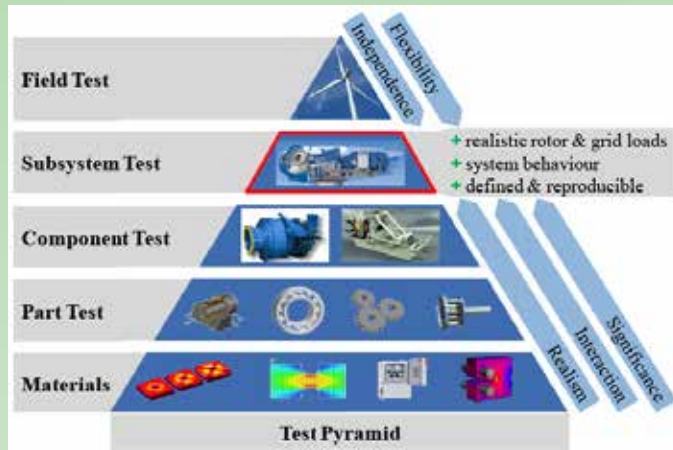 Field Test
Independence
Flexibility
Subsystem Test
+ realistic rotor & grid loads
+ system behaviour
+ defined & reproducible
Component Test
Part Test
Materials
Realism
Interaction
Significance
Test Pyramid